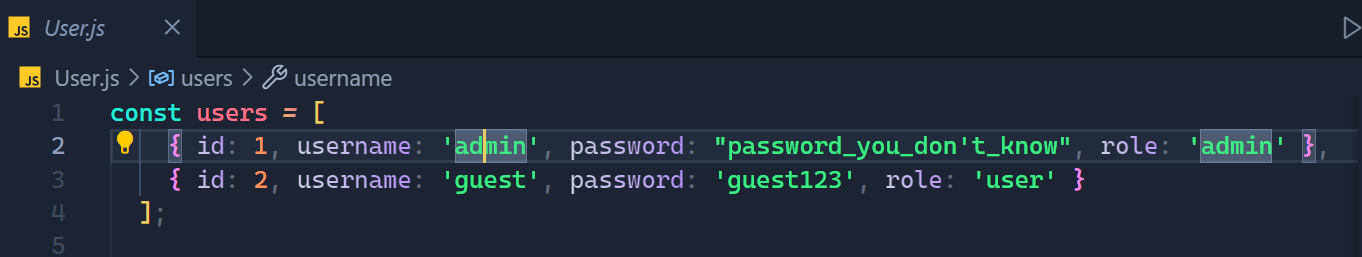 JS User.js
JS User.js > users > username
1 const users = [
2 { id: 1, username: 'admin', password: "password_you_don't_know", role: 'admin' },
3 { id: 2, username: 'guest', password: 'guest123', role: 'user' }
4 ];
5